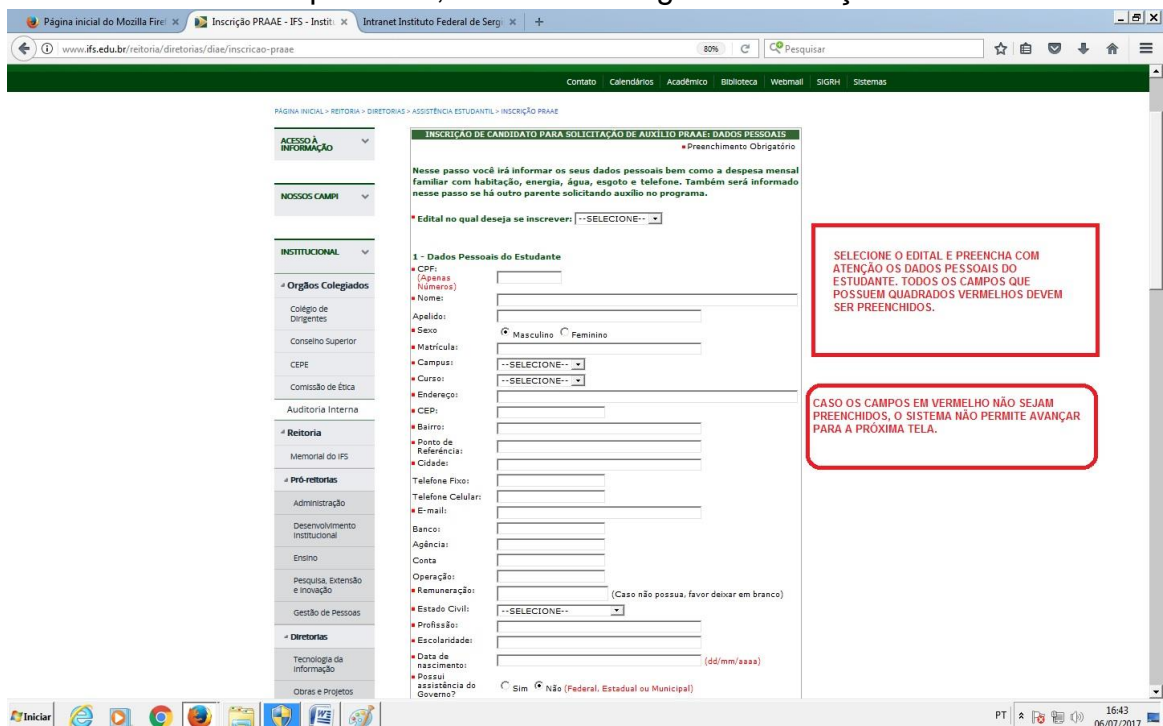 Página inicial do Mozilla Firef
Inscrição PRAAE - IFS - Instit
Intranet Instituto Federal de Sergi
www.ifs.edu.br/reitoria/diretorias/diae/inscricao-praae
80%
Pesquisar
Contato Calendários Acadêmico Biblioteca Webmail SIGRH Sistemas
PÁGINA INICIAL > REITORIA > DIRETORIAS > ASSISTÊNCIA ESTUDANTIL > INSCRIÇÃO PRAAE
ACESSO À
INFORMAÇÃO
NOSSOS CAMPI
INSTITUCIONAL
Orgãos Colegiados
Colégio de
Dirigentes
Conselho Superior
CEPE
Comissão de Ética
Auditoria Interna
Reitoria
Memorial do IFS
Pró-reitorias
Administração
Desenvolvimento
Institucional
Ensino
Pesquisa, Extensão
e Inovação
Gestão de Pessoas
Diretorias
Tecnologia da
Informação
Obras e Projetos
INSCRIÇÃO DE CANDIDATO PARA SOLICITAÇÃO DE AUXÍLIO PRAAE: DADOS PESSOAIS
Preenchimento Obrigatório
Nesse passo você irá informar os seus dados pessoais bem como a despesa mensal
familiar com habitação, energia, água, esgoto e telefone. Também será informado
nesse passo se há outro parente solicitando auxílio no programa.
* Edital no qual deseja se inscrever: --SELECIONE--
1 - Dados Pessoais do Estudante
CPF:
(Apenas
Números)
Nome:
Apelido:
Sexo Masculino Feminino
Matrícula:
Campus: --SELECIONE--
Curso: --SELECIONE--
Endereço:
CEP:
Bairro:
Ponto de
Referência:
Cidade:
Telefone Fixo:
Telefone Celular:
E-mail:
Banco:
Agência:
Conta
Operação:
Remuneração: (Caso não possua, favor deixar em branco)
Estado Civil: --SELECIONE--
Profissão:
Escolaridade:
Data de
nascimento: (dd/mm/aaaa)
Possui
assistência do
Governo? Sim Não (Federal, Estadual ou Municipal)
SELECIONE O EDITAL E PREENCHA COM
ATENÇÃO OS DADOS PESSOAIS DO
ESTUDANTE. TODOS OS CAMPOS QUE
POSSUEM QUADRADOS VERMELHOS DEVEM
SER PREENCHIDOS.
CASO OS CAMPOS EM VERMELHO NÃO SEJAM
PREENCHIDOS, O SISTEMA NÃO PERMITE AVANÇAR
PARA A PRÓXIMA TELA.
Iniciar
PT
16:43
06/07/2017